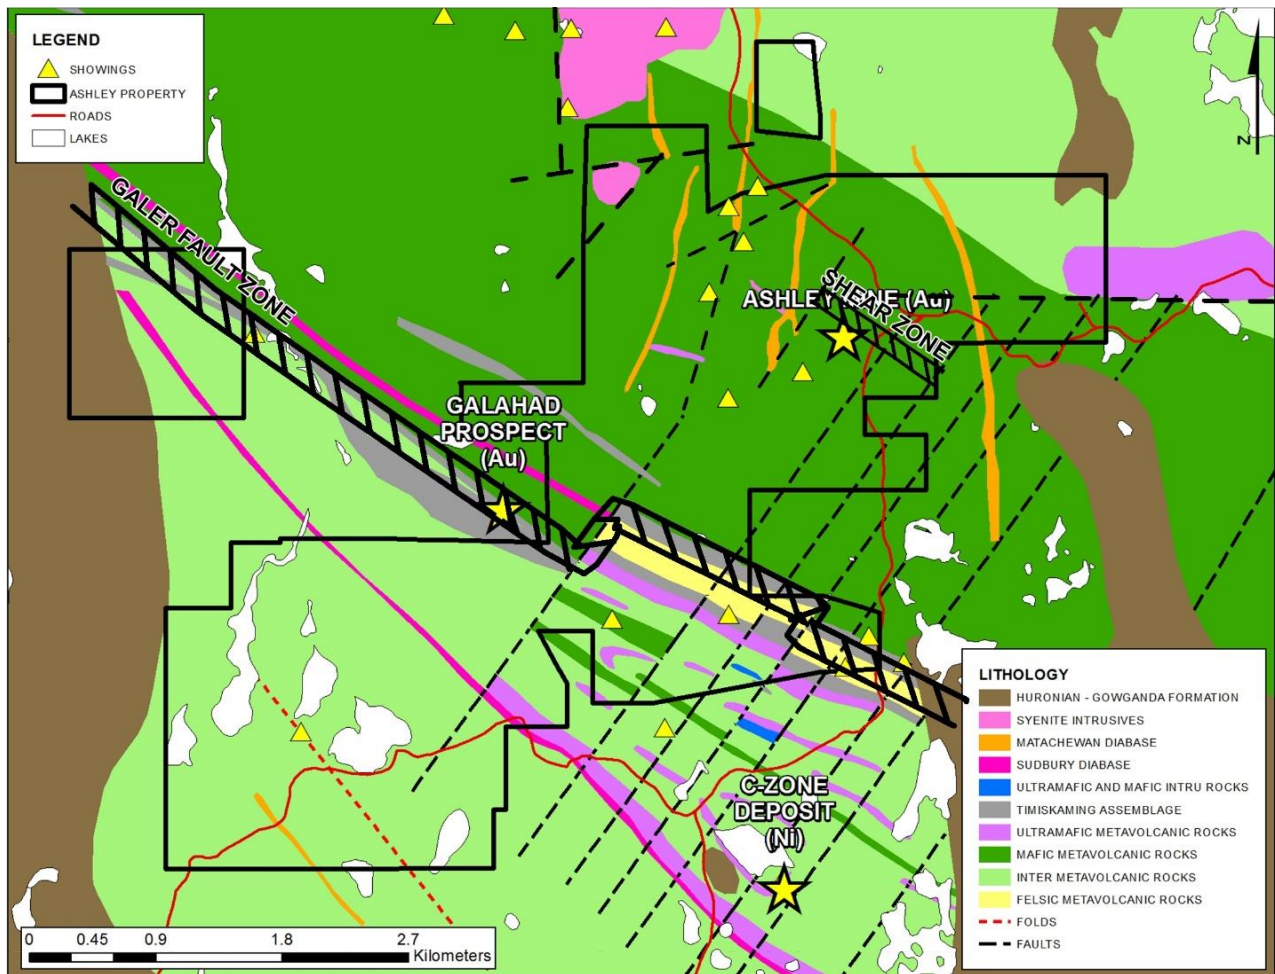 LEGEND
SHOWINGS
ASHLEY PROPERTY
ROADS
LAKES
N
GALER FAULT ZONE
ASHLEY ZONE (Au)
SHEAR ZONE
GALAHAD
PROSPECT
(Au)
C-ZONE
DEPOSIT
(Ni)
LITHOLOGY
HURONIAN - GOWGANDA FORMATION
SYENITE INTRUSIVES
MATACHEWAN DIABASE
SUDBURY DIABASE
ULTRAMAFIC AND MAFIC INTRU ROCKS
TIMISKAMING ASSEMBLAGE
ULTRAMAFIC METAVOLCANIC ROCKS
MAFIC METAVOLCANIC ROCKS
INTER METAVOLCANIC ROCKS
FELSIC METAVOLCANIC ROCKS
FOLDS
FAULTS
0 0.45 0.9 1.8 2.7
Kilometers